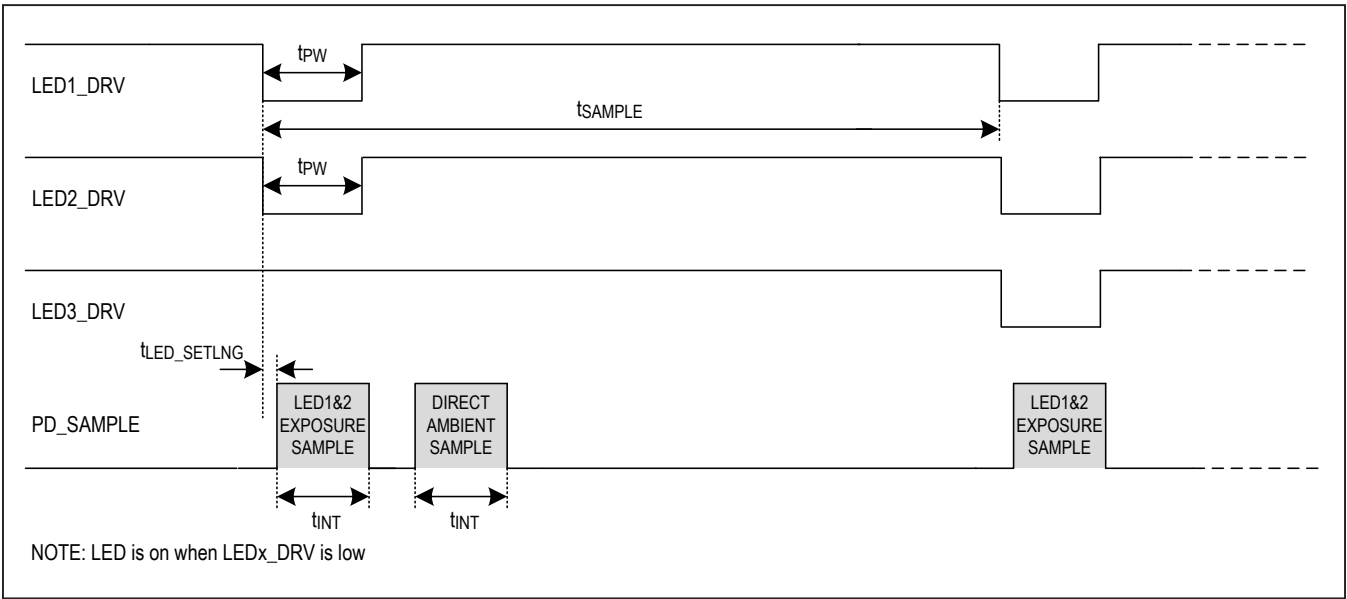 tPW
LED1_DRV
tSAMPLE
tPW
LED2_DRV
LED3_DRV
tLED_SETLNG
PD_SAMPLE
LED1&2
EXPOSURE
SAMPLE
DIRECT
AMBIENT
SAMPLE
LED1&2
EXPOSURE
SAMPLE
tINT
tINT
NOTE: LED is on when LEDx_DRV is low